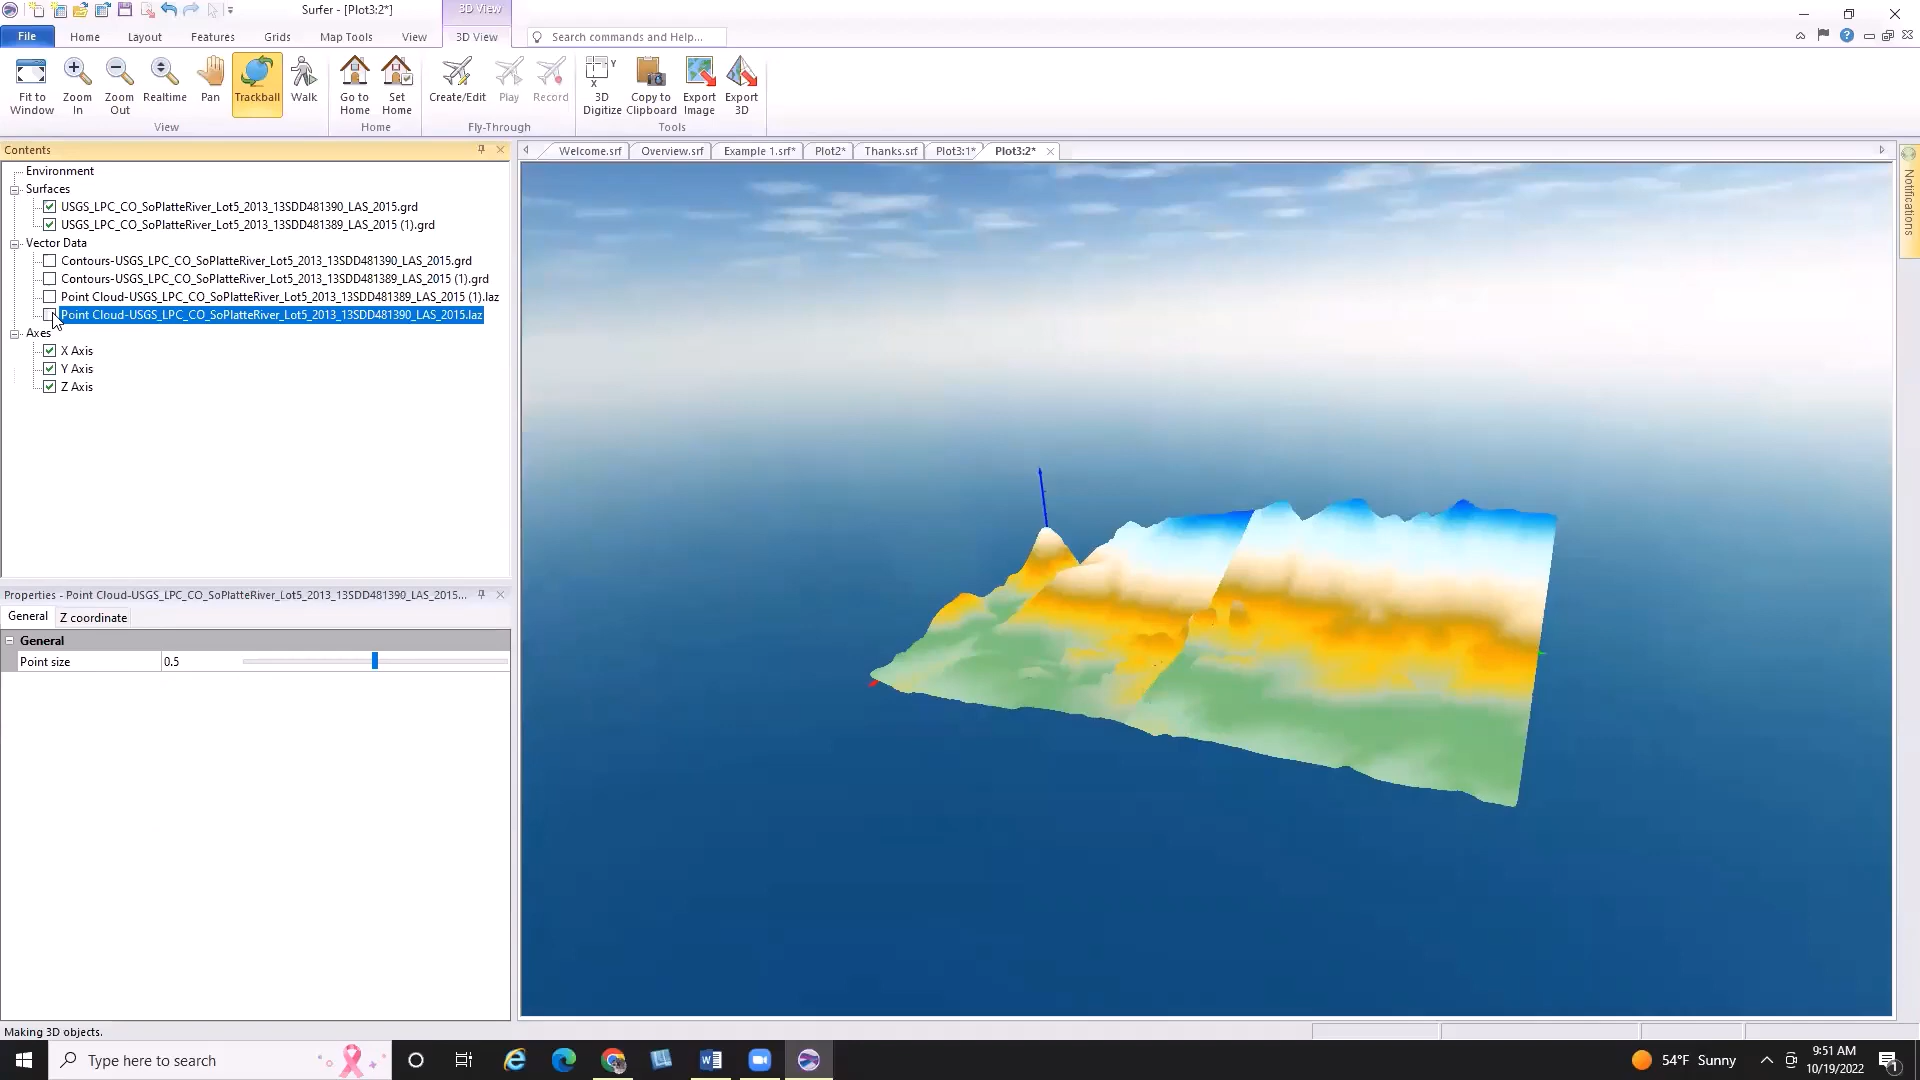 Surfer - [Plot3:2*]
3D View
File Home Layout Features Grids Map Tools View 3D View Search commands and Help...
Fit to Window
Zoom In
Zoom Out
Realtime
Pan
Trackball
Walk
Go to Home
Set Home
Create/Edit
Play
Record
3D Digitize
Copy to Clipboard
Export Image
Export 3D
View
Home
Fly-Through
Tools
Contents
Welcome.srf Overview.srf Example 1.srf* Plot2* Thanks.srf Plot3:1* Plot3:2*
Notifications
Environment
Surfaces
USGS_LPC_CO_SoPlatteRiver_Lot5_2013_13SDD481390_LAS_2015.grd
USGS_LPC_CO_SoPlatteRiver_Lot5_2013_13SDD481389_LAS_2015 (1).grd
Vector Data
Contours-USGS_LPC_CO_SoPlatteRiver_Lot5_2013_13SDD481390_LAS_2015.grd
Contours-USGS_LPC_CO_SoPlatteRiver_Lot5_2013_13SDD481389_LAS_2015 (1).grd
Point Cloud-USGS_LPC_CO_SoPlatteRiver_Lot5_2013_13SDD481389_LAS_2015 (1).laz
Point Cloud-USGS_LPC_CO_SoPlatteRiver_Lot5_2013_13SDD481390_LAS_2015.laz
Axes
X Axis
Y Axis
Z Axis
Properties - Point Cloud-USGS_LPC_CO_SoPlatteRiver_Lot5_2013_13SDD481390_LAS_2015...
General Z coordinate
General
Point size 0.5
Making 3D objects.
Type here to search
54°F Sunny
9:51 AM
10/19/2022
1